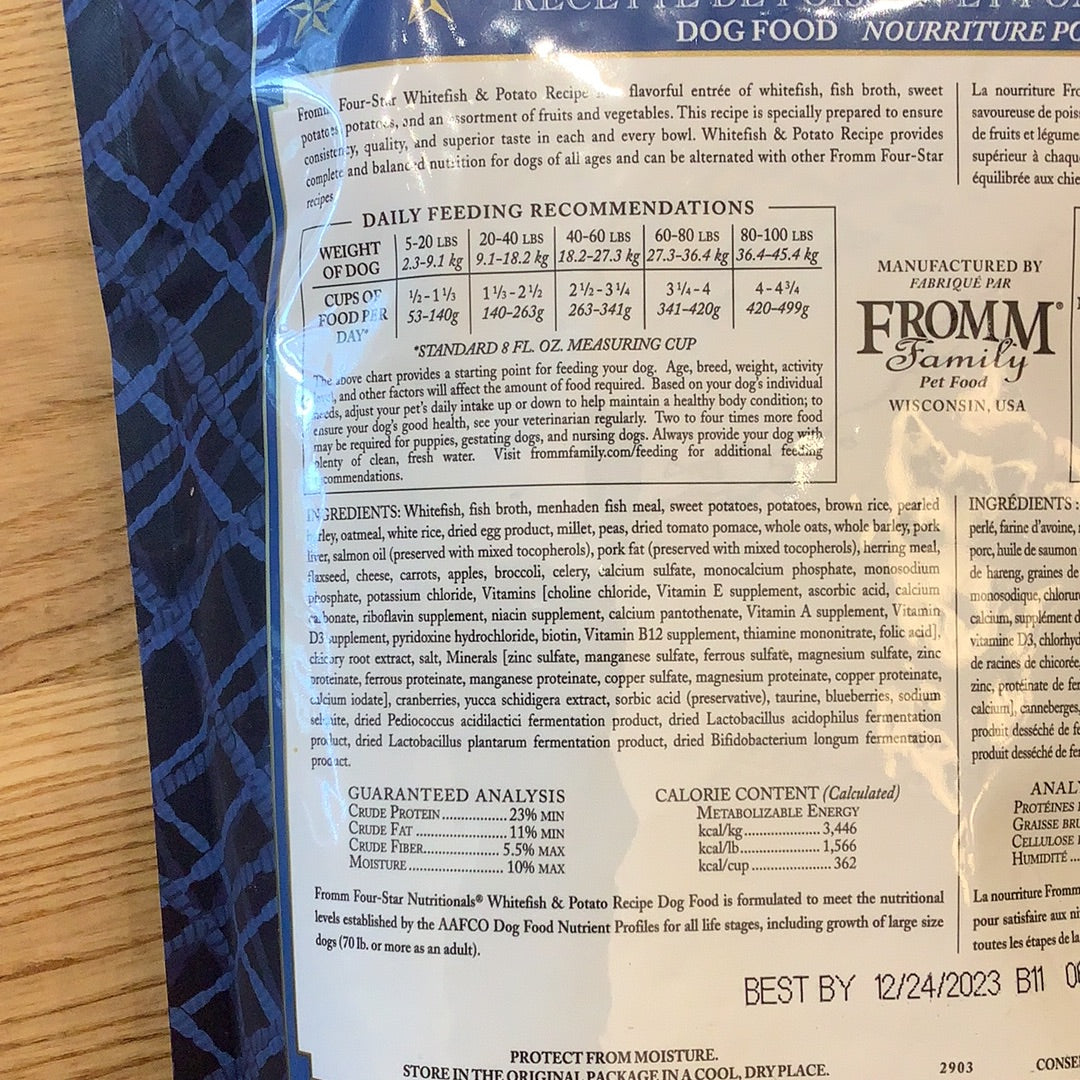 DOG FOOD NOURRITURE PO
Fromm Four-Star Whitefish & Potato Recipe flavorful entrée of whitefish, fish broth, sweet
potatoes, potatoes, and an assortment of fruits and vegetables. This recipe is specially prepared to ensure
consistency, quality, and superior taste in each and every bowl. Whitefish & Potato Recipe provides
complete and balanced nutrition for dogs of all ages and can be alternated with other Fromm Four-Star
recipes
La nourriture Fro
savoureuse de pois
de fruits et légume
supérieur à chaqu
équilibrée aux chie
DAILY FEEDING RECOMMENDATIONS
WEIGHT OF DOG 5-20 LBS 20-40 LBS 40-60 LBS 60-80 LBS 80-100 LBS
2.3-9.1 kg 9.1-18.2 kg 18.2-27.3 kg 27.3-36.4 kg 36.4-45.4 kg
CUPS OF FOOD PER DAY* ½-1⅓ 1⅓-2½ 2½-3¼ 3¼-4 4-4¾
53-140g 140-263g 263-341g 341-420g 420-499g
*STANDARD 8 FL. OZ. MEASURING CUP
The above chart provides a starting point for feeding your dog. Age, breed, weight, activity
level, and other factors will affect the amount of food required. Based on your dog's individual
needs, adjust your pet's daily intake up or down to help maintain a healthy body condition; to
ensure your dog's good health, see your veterinarian regularly. Two to four times more food
may be required for puppies, gestating dogs, and nursing dogs. Always provide your dog with
plenty of clean, fresh water. Visit frommfamily.com/feeding for additional feeding
recommendations.
MANUFACTURED BY
FABRIQUÉ PAR
FROMM®
Family
Pet Food
WISCONSIN, USA
INGREDIENTS: Whitefish, fish broth, menhaden fish meal, sweet potatoes, potatoes, brown rice, pearled
barley, oatmeal, white rice, dried egg product, millet, peas, dried tomato pomace, whole oats, whole barley, pork
liver, salmon oil (preserved with mixed tocopherols), pork fat (preserved with mixed tocopherols), herring meal,
flaxseed, cheese, carrots, apples, broccoli, celery, calcium sulfate, monocalcium phosphate, monosodium
phosphate, potassium chloride, Vitamins [choline chloride, Vitamin E supplement, ascorbic acid, calcium
carbonate, riboflavin supplement, niacin supplement, calcium pantothenate, Vitamin A supplement, Vitamin
D3 supplement, pyridoxine hydrochloride, biotin, Vitamin B12 supplement, thiamine mononitrate, folic acid],
chicory root extract, salt, Minerals [zinc sulfate, manganese sulfate, ferrous sulfate, magnesium sulfate, zinc
proteinate, ferrous proteinate, manganese proteinate, copper sulfate, magnesium proteinate, copper proteinate,
calcium iodate], cranberries, yucca schidigera extract, sorbic acid (preservative), taurine, blueberries, sodium
selenite, dried Pediococcus acidilactici fermentation product, dried Lactobacillus acidophilus fermentation
product, dried Lactobacillus plantarum fermentation product, dried Bifidobacterium longum fermentation
product.
INGRÉDIENTS :
perlé, farine d'avoine,
porc, huile de saumon
de hareng, graines de
monosodique, chlorur
calcium, supplément d
vitamine D3, chlorhyd
de racines de chicorée
zinc, protéinate de fer
calcium], canneberges,
produit desséché de fe
produit desséché de fe
GUARANTEED ANALYSIS
CRUDE PROTEIN 23% MIN
CRUDE FAT 11% MIN
CRUDE FIBER 5.5% MAX
MOISTURE 10% MAX
CALORIE CONTENT (Calculated)
METABOLIZABLE ENERGY
kcal/kg 3,446
kcal/lb 1,566
kcal/cup 362
ANALY
PROTÉINES
GRAISSE BRU
CELLULOSE
HUMIDITÉ
Fromm Four-Star Nutritionals® Whitefish & Potato Recipe Dog Food is formulated to meet the nutritional
levels established by the AAFCO Dog Food Nutrient Profiles for all life stages, including growth of large size
dogs (70 lb. or more as an adult).
La nourriture Fromm
pour satisfaire aux ni
toutes les étapes de la
BEST BY 12/24/2023 B11
PROTECT FROM MOISTURE.
STORE IN THE ORIGINAL PACKAGE IN A COOL, DRY PLACE.
2903
CONSE